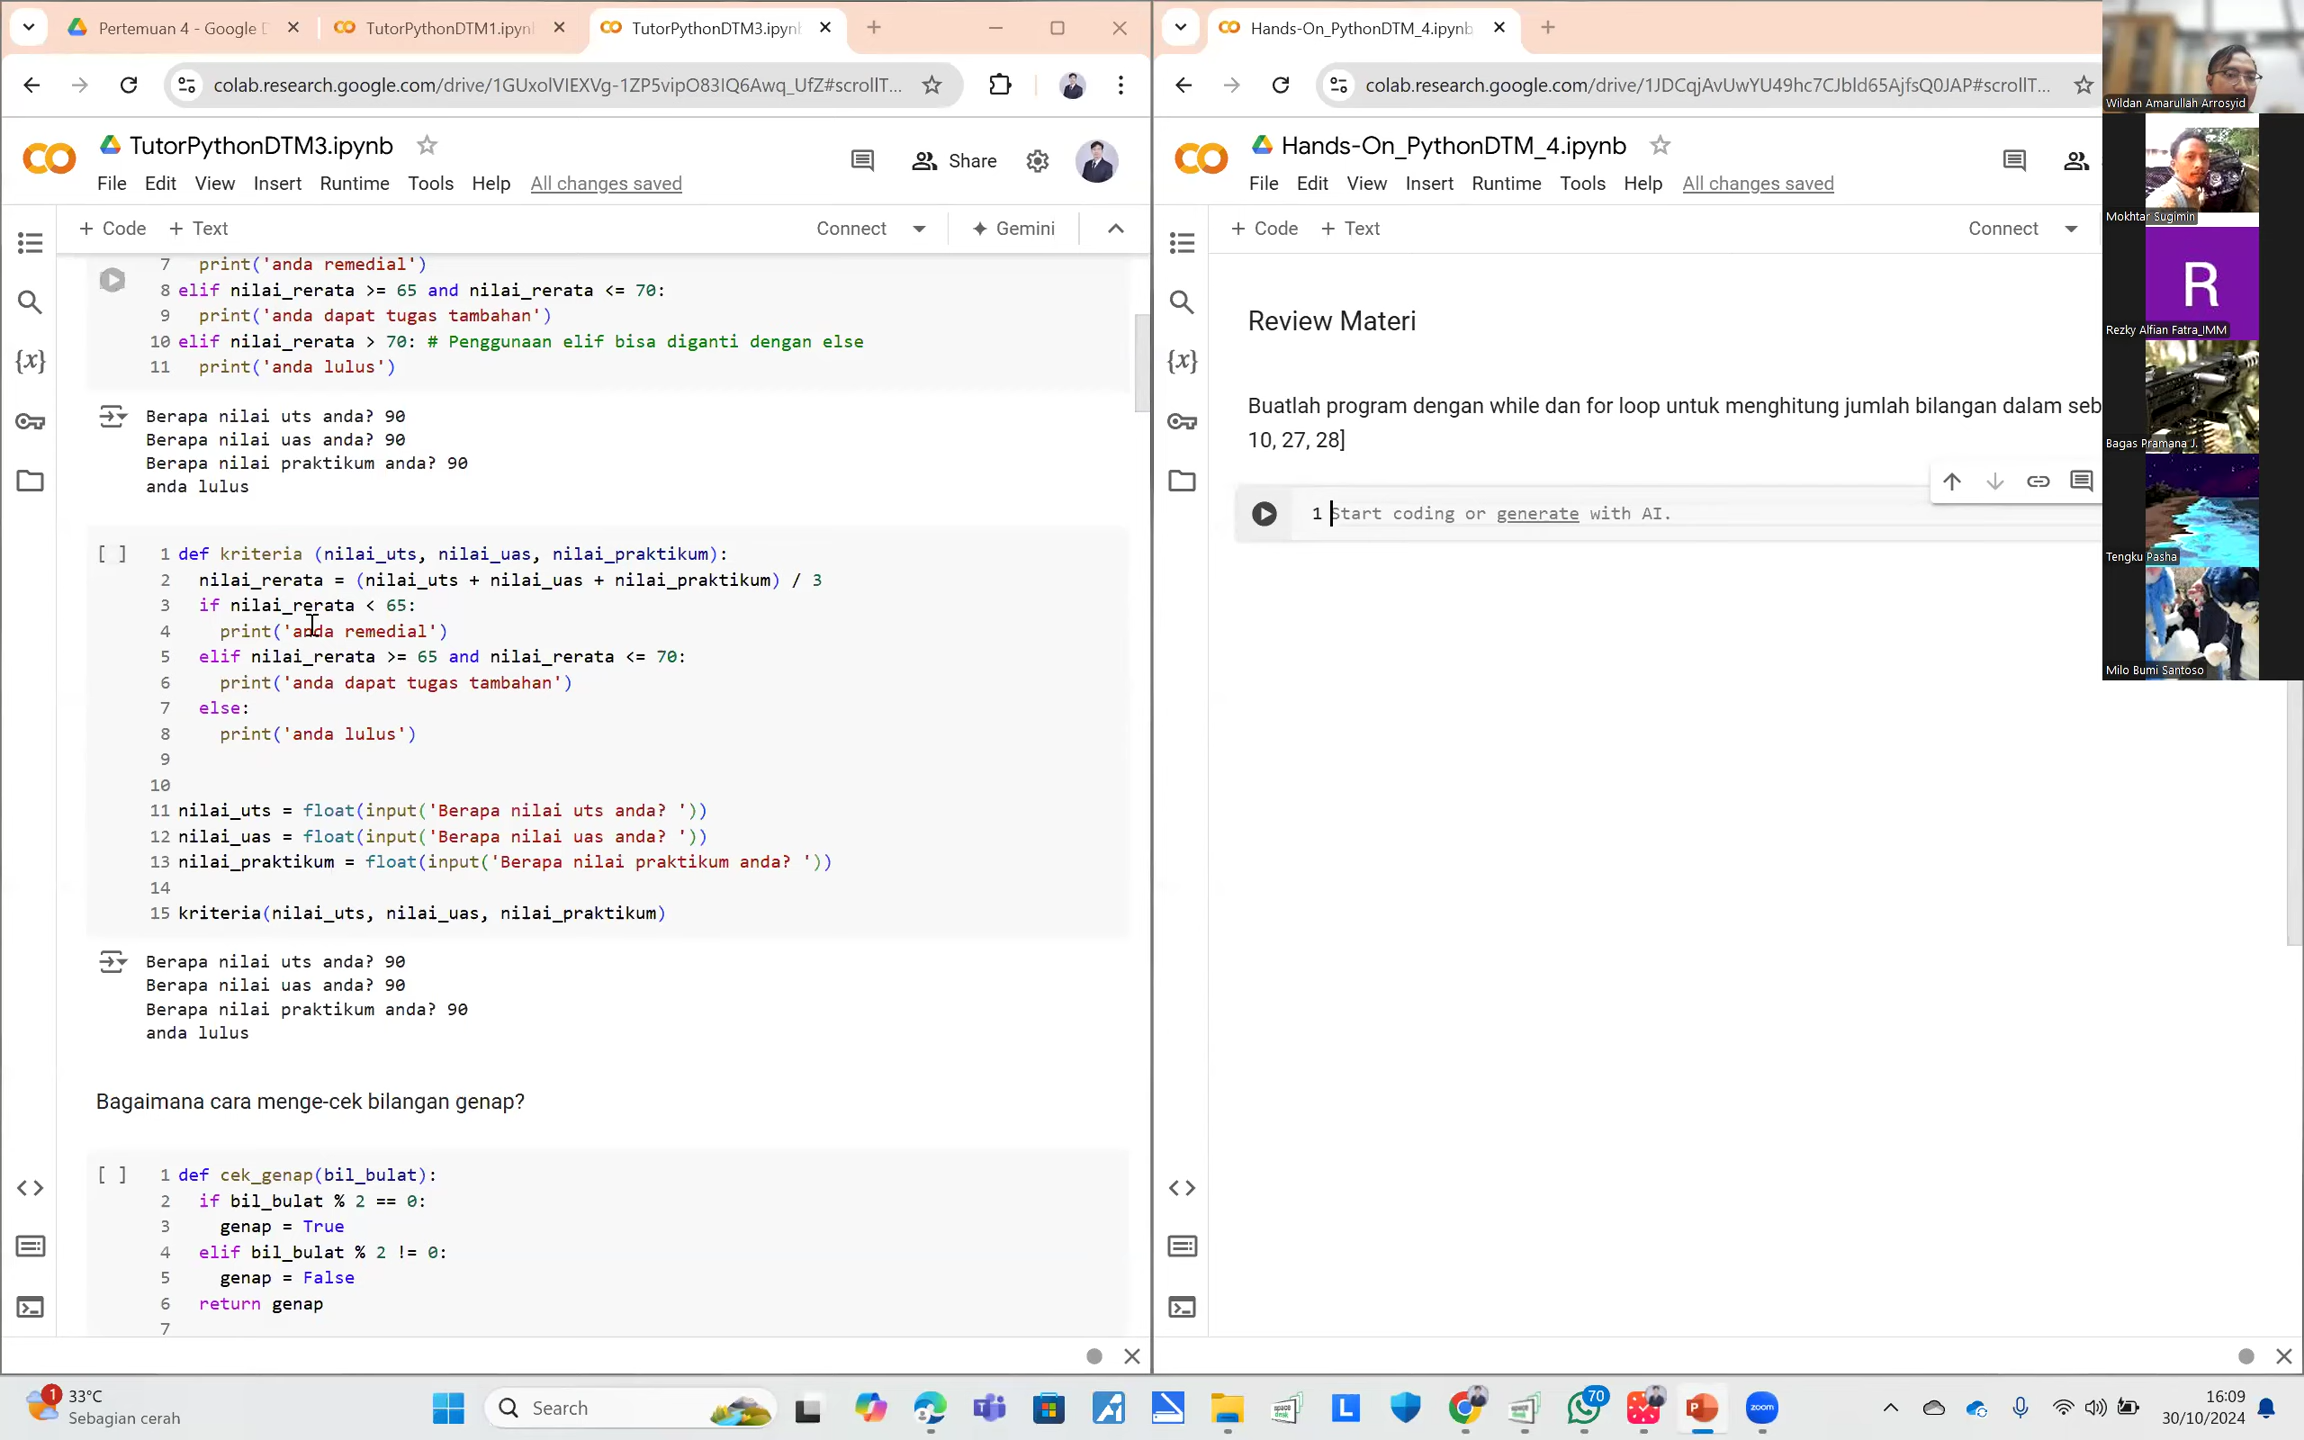 Pertemuan 4 - Google D
TutorPythonDTM1.ipyn
TutorPythonDTM3.ipyn
colab.research.google.com/drive/1GUxolVIEXVg-1ZP5vipO83IQ6Awq_UfZ#scrollT...
TutorPythonDTM3.ipynb
Share
File Edit View Insert Runtime Tools Help All changes saved
+ Code + Text
Connect
Gemini
7 print('anda remedial')
8 elif nilai_rerata >= 65 and nilai_rerata <= 70:
9 print('anda dapat tugas tambahan')
10 elif nilai_rerata > 70: # Penggunaan elif bisa diganti dengan else
11 print('anda lulus')
Berapa nilai uts anda? 90
Berapa nilai uas anda? 90
Berapa nilai praktikum anda? 90
anda lulus
[ ]
1 def kriteria (nilai_uts, nilai_uas, nilai_praktikum):
2 nilai_rerata = (nilai_uts + nilai_uas + nilai_praktikum) / 3
3 if nilai_rerata < 65:
4 print('anda remedial')
5 elif nilai_rerata >= 65 and nilai_rerata <= 70:
6 print('anda dapat tugas tambahan')
7 else:
8 print('anda lulus')
9
10
11 nilai_uts = float(input('Berapa nilai uts anda? '))
12 nilai_uas = float(input('Berapa nilai uas anda? '))
13 nilai_praktikum = float(input('Berapa nilai praktikum anda? '))
14
15 kriteria(nilai_uts, nilai_uas, nilai_praktikum)
Berapa nilai uts anda? 90
Berapa nilai uas anda? 90
Berapa nilai praktikum anda? 90
anda lulus
Bagaimana cara menge-cek bilangan genap?
[ ]
1 def cek_genap(bil_bulat):
2 if bil_bulat % 2 == 0:
3 genap = True
4 elif bil_bulat % 2 != 0:
5 genap = False
6 return genap
7
Hands-On_PythonDTM_4.ipynb
colab.research.google.com/drive/1JDCqjAvUwYU49hc7CJbld65AjfsQ0JAP#scrollT...
Hands-On_PythonDTM_4.ipynb
File Edit View Insert Runtime Tools Help All changes saved
+ Code + Text
Connect
Review Materi
Buatlah program dengan while dan for loop untuk menghitung jumlah bilangan dalam seb
10, 27, 28]
1 Start coding or generate with AI.
Wildan Amarullah Arrosyid
Mokhtar Sugimin
R
Rezky Alfian Fatra_IMM
Bagas Pramana J.
Tengku Pasha
Milo Bumi Santoso
1
33°C
Sebagian cerah
Search
L
70
zoom
16:09
30/10/2024